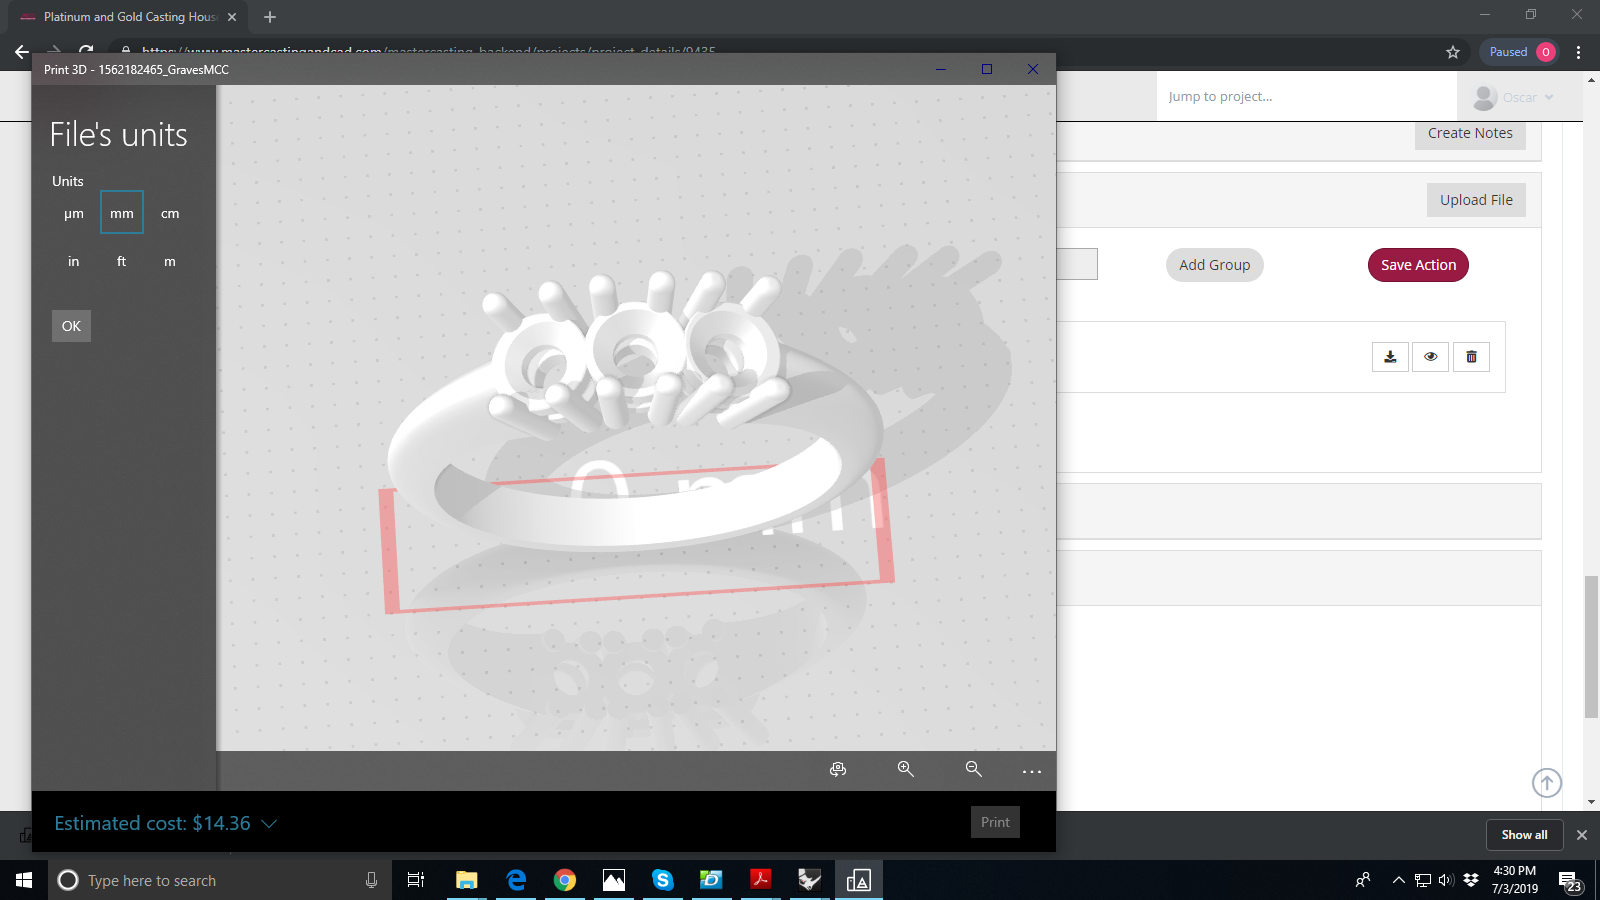 Platinum and Gold Casting Hous
https://www.mastercastingandcad.com/mastercasting_backend/projects/project_details/9435
Paused
0
Print 3D - 1562182465_GravesMCC
Jump to project...
Oscar
File's units
Create Notes
Units
µm
mm
cm
Upload File
in
ft
m
Add Group
Save Action
OK
Estimated cost: $14.36
Print
Show all
Type here to search
4:30 PM
7/3/2019
23